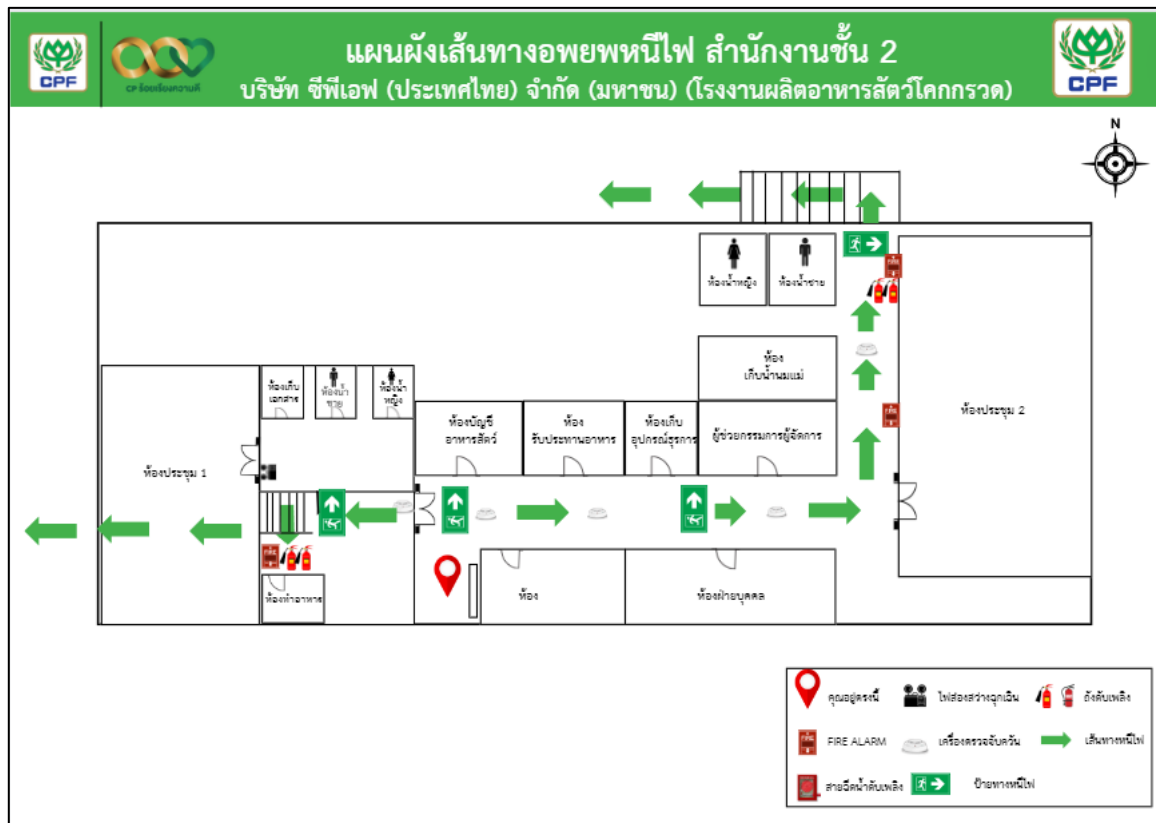 CPF
CP ร้อยเรียงความดี
แผนผังเส้นทางอพยพหนีไฟ สำนักงานชั้น 2
บริษัท ซีพีเอฟ (ประเทศไทย) จำกัด (มหาชน) (โรงงานผลิตอาหารสัตว์โคกกรวด)
CPF
N
ห้องน้ำหญิง
ห้องน้ำชาย
FIRE
ห้อง
เก็บน้ำนมแม่
ห้องเก็บ
เอกสาร
ห้องน้ำ
ชาย
ห้องน้ำ
หญิง
ห้องบัญชี
อาหารสัตว์
ห้อง
รับประทานอาหาร
ห้องเก็บ
อุปกรณ์ธุรการ
ผู้ช่วยกรรมการผู้จัดการ
FIRE
ห้องประชุม 2
ห้องประชุม 1
FIRE
ห้องทำอาหาร
ห้อง
ห้องฝ่ายบุคคล
คุณอยู่ตรงนี้
ไฟส่องสว่างฉุกเฉิน
ถังดับเพลิง
FIRE
FIRE ALARM
เครื่องตรวจจับควัน
เส้นทางหนีไฟ
สายฉีดน้ำดับเพลิง
ป้ายทางหนีไฟ